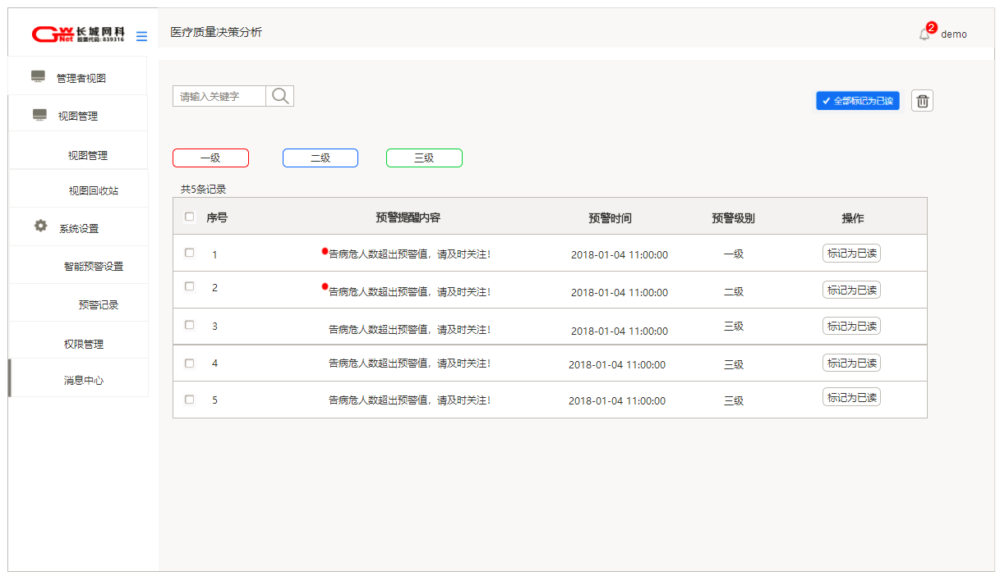 GW Net 长城网科
股票代码: 839316
医疗质量决策分析
2
demo
管理者视图
视图管理
视图管理
视图回收站
系统设置
智能预警设置
预警记录
权限管理
消息中心
请输入关键字
全部标记为已读
一级 二级 三级
共5条记录
序号 预警提醒内容 预警时间 预警级别 操作
1 告病危人数超出预警值，请及时关注！ 2018-01-04 11:00:00 一级 标记为已读
2 告病危人数超出预警值，请及时关注！ 2018-01-04 11:00:00 二级 标记为已读
3 告病危人数超出预警值，请及时关注！ 2018-01-04 11:00:00 三级 标记为已读
4 告病危人数超出预警值，请及时关注！ 2018-01-04 11:00:00 三级 标记为已读
5 告病危人数超出预警值，请及时关注！ 2018-01-04 11:00:00 三级 标记为已读